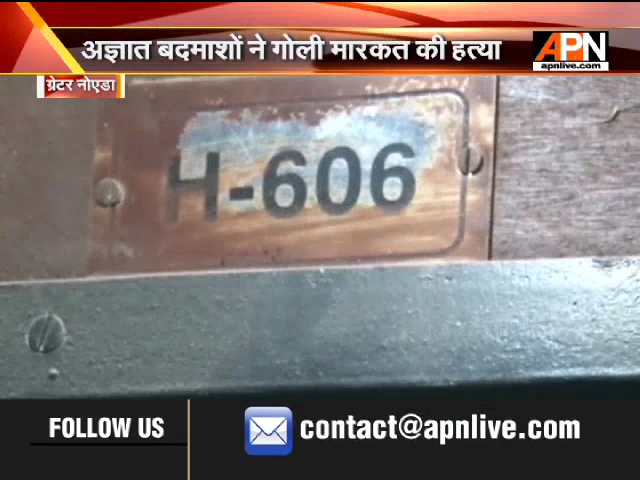 अज्ञात बदमाशों ने गोली मारकत की हत्या
APN
apnlive.com
ग्रेटर नोएडा
H-606
FOLLOW US
contact@apnlive.com